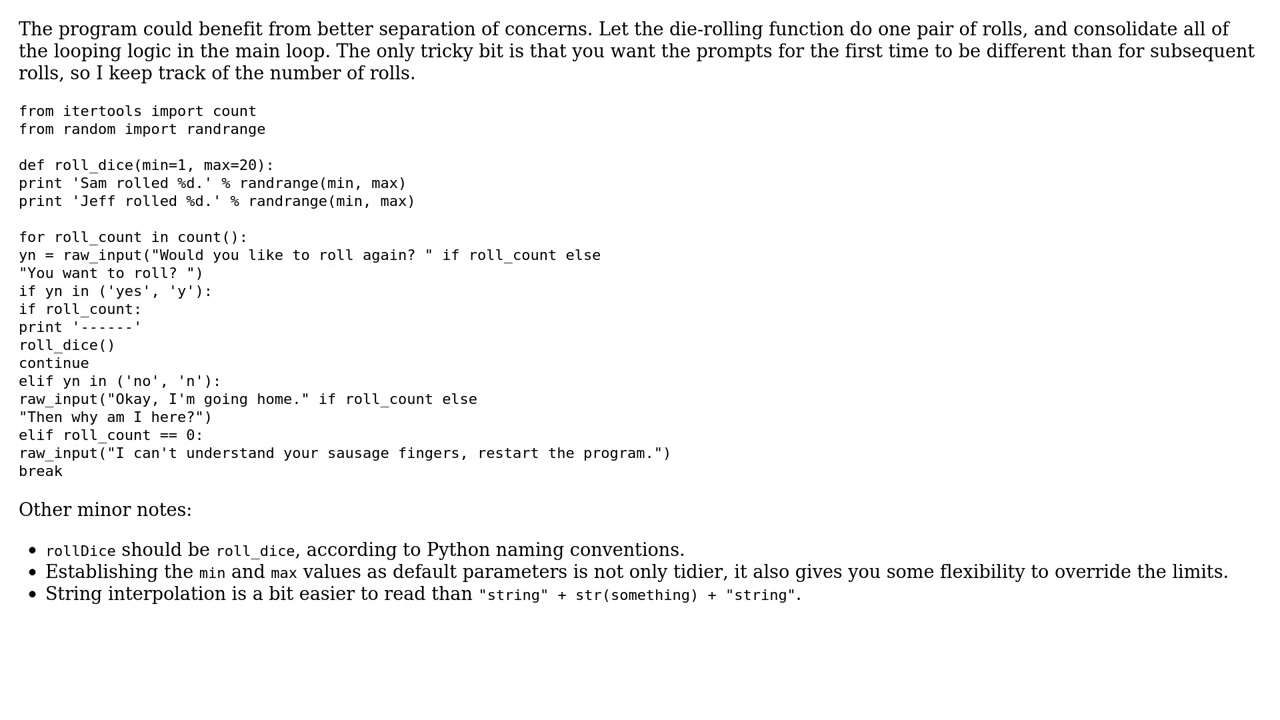 The program could benefit from better separation of concerns. Let the die-rolling function do one pair of rolls, and consolidate all of
the looping logic in the main loop. The only tricky bit is that you want the prompts for the first time to be different than for subsequent
rolls, so I keep track of the number of rolls.
from itertools import count
from random import randrange
def roll_dice(min=1, max=20):
print 'Sam rolled %d.' % randrange(min, max)
print 'Jeff rolled %d.' % randrange(min, max)
for roll_count in count():
yn = raw_input("Would you like to roll again? " if roll_count else
"You want to roll? ")
if yn in ('yes', 'y'):
if roll_count:
print '------'
roll_dice()
continue
elif yn in ('no', 'n'):
raw_input("Okay, I'm going home." if roll_count else
"Then why am I here?")
elif roll_count == 0:
raw_input("I can't understand your sausage fingers, restart the program.")
break
Other minor notes:
• rollDice should be roll_dice, according to Python naming conventions.
• Establishing the min and max values as default parameters is not only tidier, it also gives you some flexibility to override the limits.
• String interpolation is a bit easier to read than "string" + str(something) + "string".